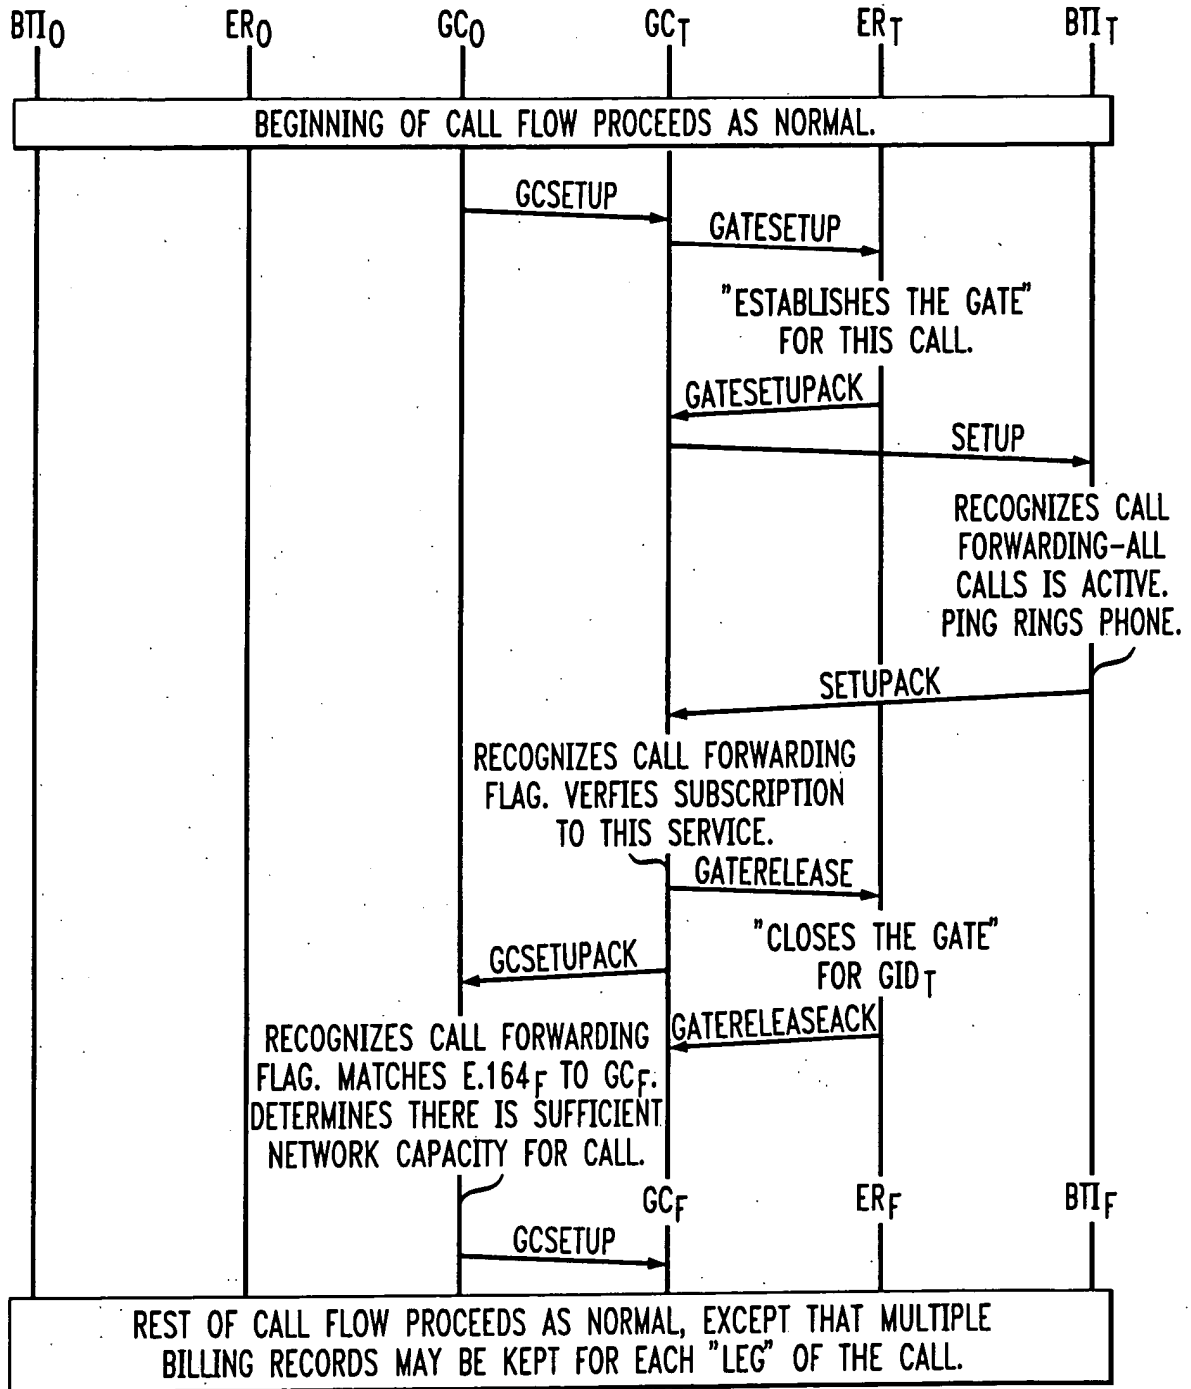 BTIO ERO GCO GCT ERT BTIT
BEGINNING OF CALL FLOW PROCEEDS AS NORMAL.
GCSETUP
GATESETUP
"ESTABLISHES THE GATE"
FOR THIS CALL.
GATESETUPACK
SETUP
RECOGNIZES CALL
FORWARDING-ALL
CALLS IS ACTIVE.
PING RINGS PHONE.
SETUPACK
RECOGNIZES CALL FORWARDING
FLAG. VERFIES SUBSCRIPTION
TO THIS SERVICE.
GATERELEASE
"CLOSES THE GATE"
FOR GIDT
GCSETUPACK
GATERELEASEACK
RECOGNIZES CALL FORWARDING
FLAG. MATCHES E.164F TO GCF.
DETERMINES THERE IS SUFFICIENT
NETWORK CAPACITY FOR CALL.
GCF ERF BTIF
GCSETUP
REST OF CALL FLOW PROCEEDS AS NORMAL, EXCEPT THAT MULTIPLE
BILLING RECORDS MAY BE KEPT FOR EACH "LEG" OF THE CALL.